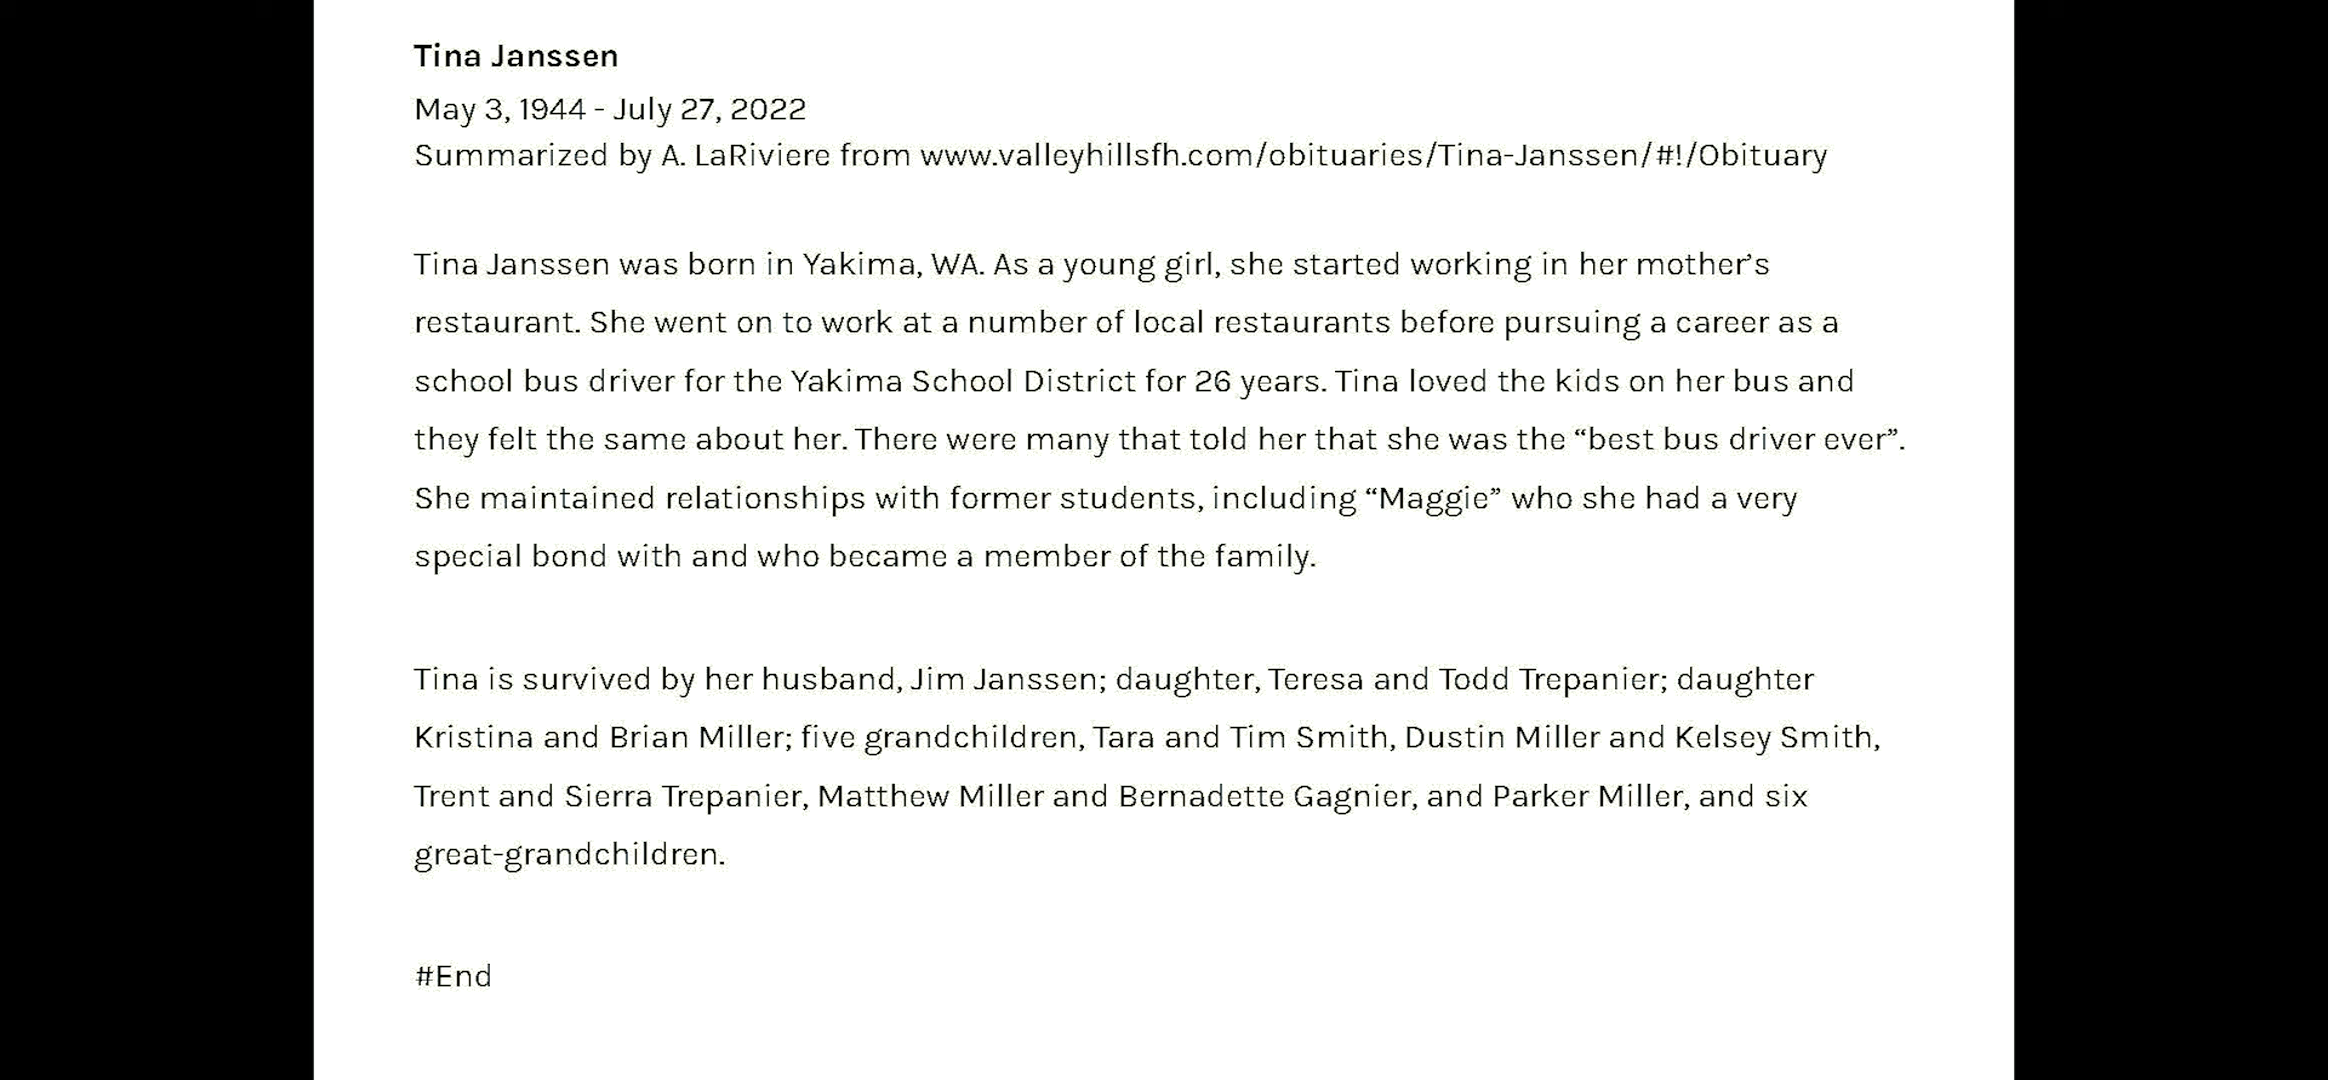 Tina Janssen
May 3, 1944 - July 27, 2022
Summarized by A. LaRiviere from www.valleyhillsfh.com/obituaries/Tina-Janssen/#!/Obituary
Tina Janssen was born in Yakima, WA. As a young girl, she started working in her mother’s
restaurant. She went on to work at a number of local restaurants before pursuing a career as a
school bus driver for the Yakima School District for 26 years. Tina loved the kids on her bus and
they felt the same about her. There were many that told her that she was the “best bus driver ever”.
She maintained relationships with former students, including “Maggie” who she had a very
special bond with and who became a member of the family.
Tina is survived by her husband, Jim Janssen; daughter, Teresa and Todd Trepanier; daughter
Kristina and Brian Miller; five grandchildren, Tara and Tim Smith, Dustin Miller and Kelsey Smith,
Trent and Sierra Trepanier, Matthew Miller and Bernadette Gagnier, and Parker Miller, and six
great-grandchildren.
#End